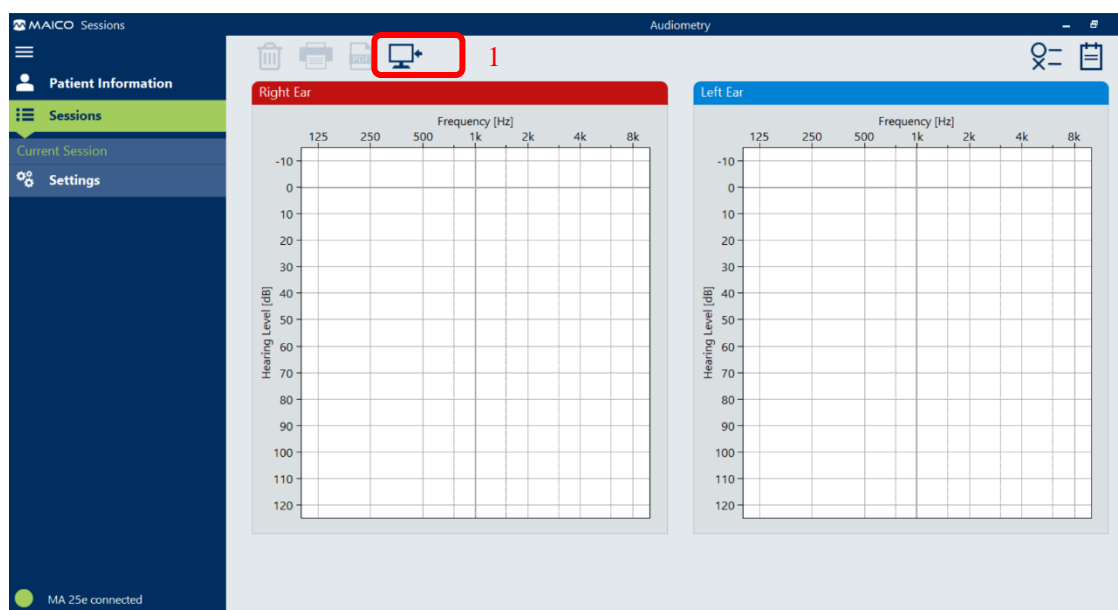 MAICO Sessions
Audiometry
PDF
1
Patient Information
Sessions
Current Session
Settings
Right Ear
Frequency [Hz]
125 250 500 1k 2k 4k 8k
Hearing Level [dB]
-10
0
10
20
30
40
50
60
70
80
90
100
110
120
Left Ear
Frequency [Hz]
125 250 500 1k 2k 4k 8k
Hearing Level [dB]
-10
0
10
20
30
40
50
60
70
80
90
100
110
120
MA 25e connected